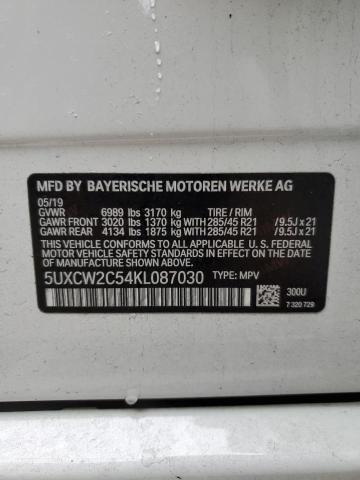 MFD BY BAYERISCHE MOTOREN WERKE AG
05/19
GVWR 6989 lbs 3170 kg TIRE / RIM
GAWR FRONT 3020 lbs 1370 kg WITH 285/45 R21 /9.5J x 21
GAWR REAR 4134 lbs 1875 kg WITH 285/45 R21 /9.5J x 21
THIS VEHICLE CONFORMS TO ALL APPLICABLE U. S. FEDERAL
MOTOR VEHICLE SAFETY STANDARDS IN EFFECT ON THE DATE OF
MANUFACTURE SHOWN ABOVE.
5UXCW2C54KL087030 TYPE: MPV
300U
7 320 729